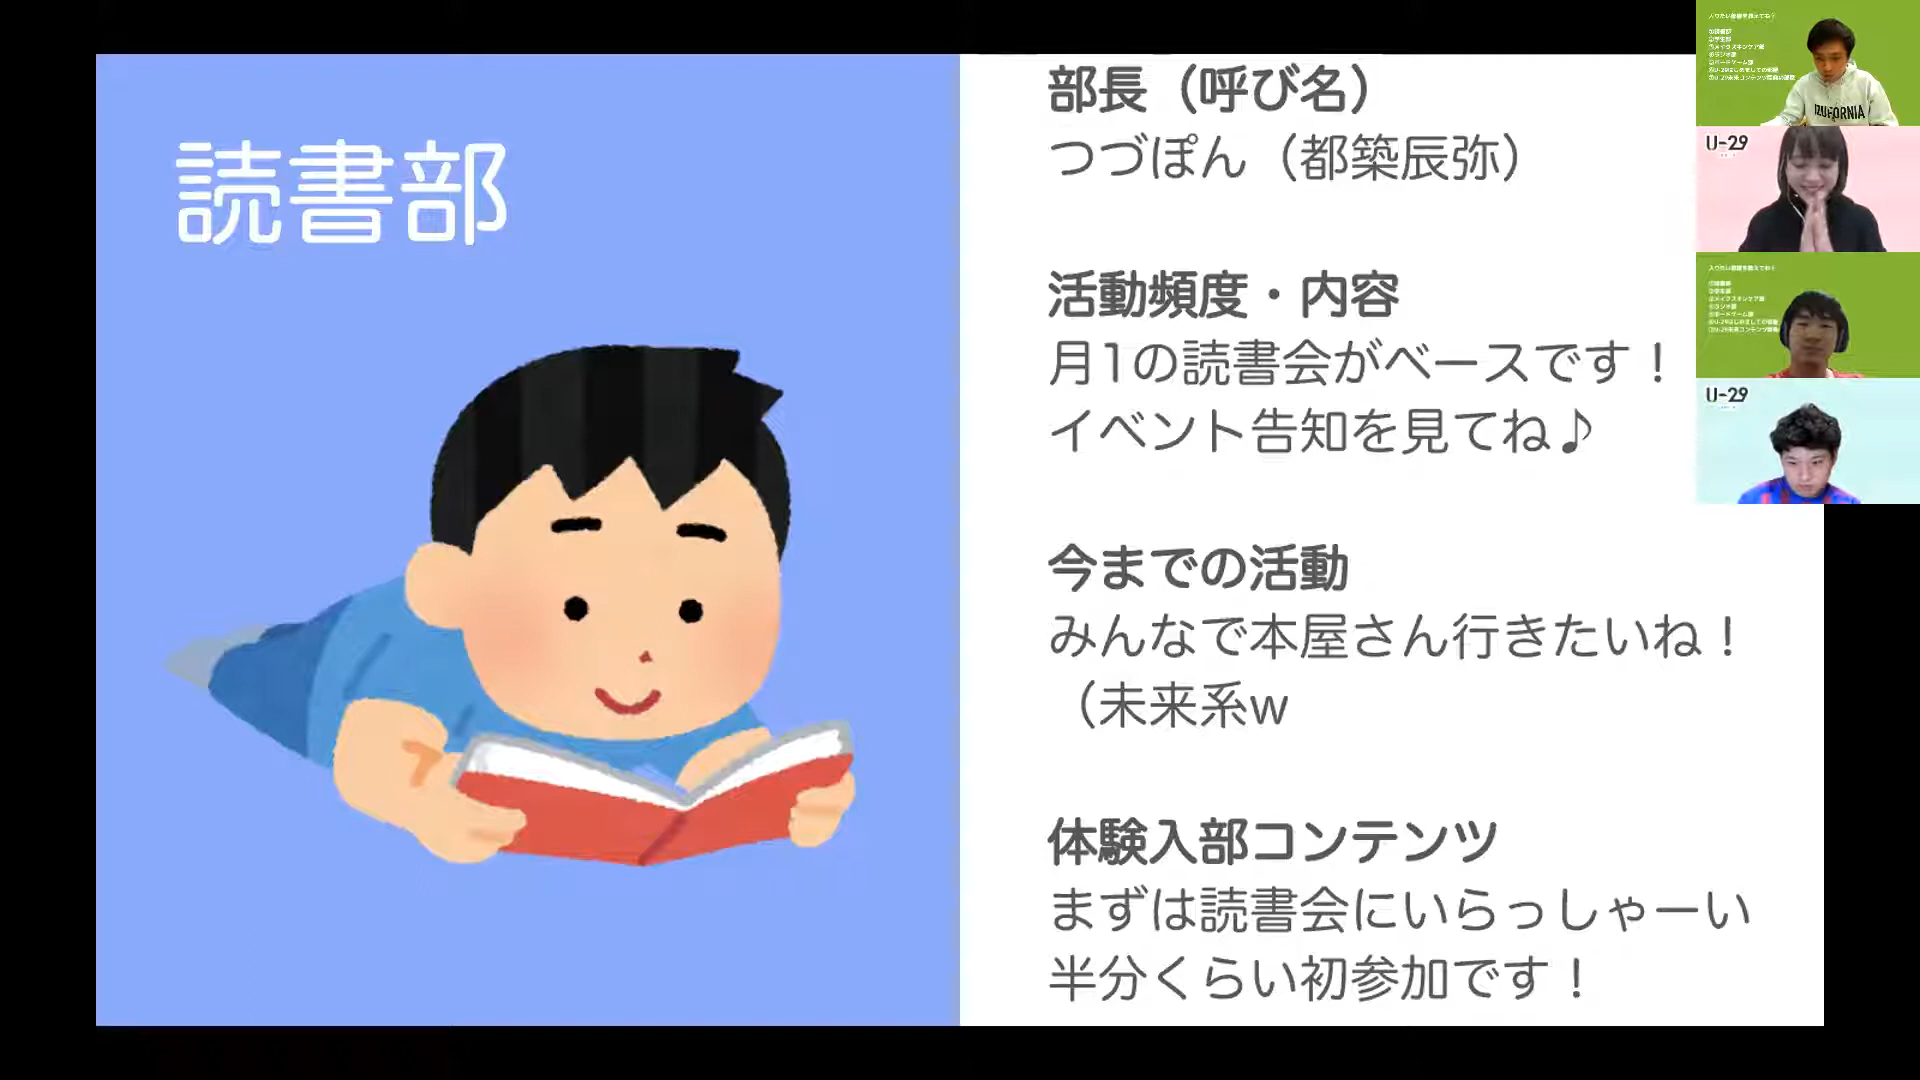 読書部
部長（呼び名）
つづぽん（都築辰弥）
活動頻度・内容
月1の読書会がベースです！
イベント告知を見てね♪
今までの活動
みんなで本屋さん行きたいね！
（未来系w
体験入部コンテンツ
まずは読書会にいらっしゃーい
半分くらい初参加です！
IZUFORNIA
U-29
U-29